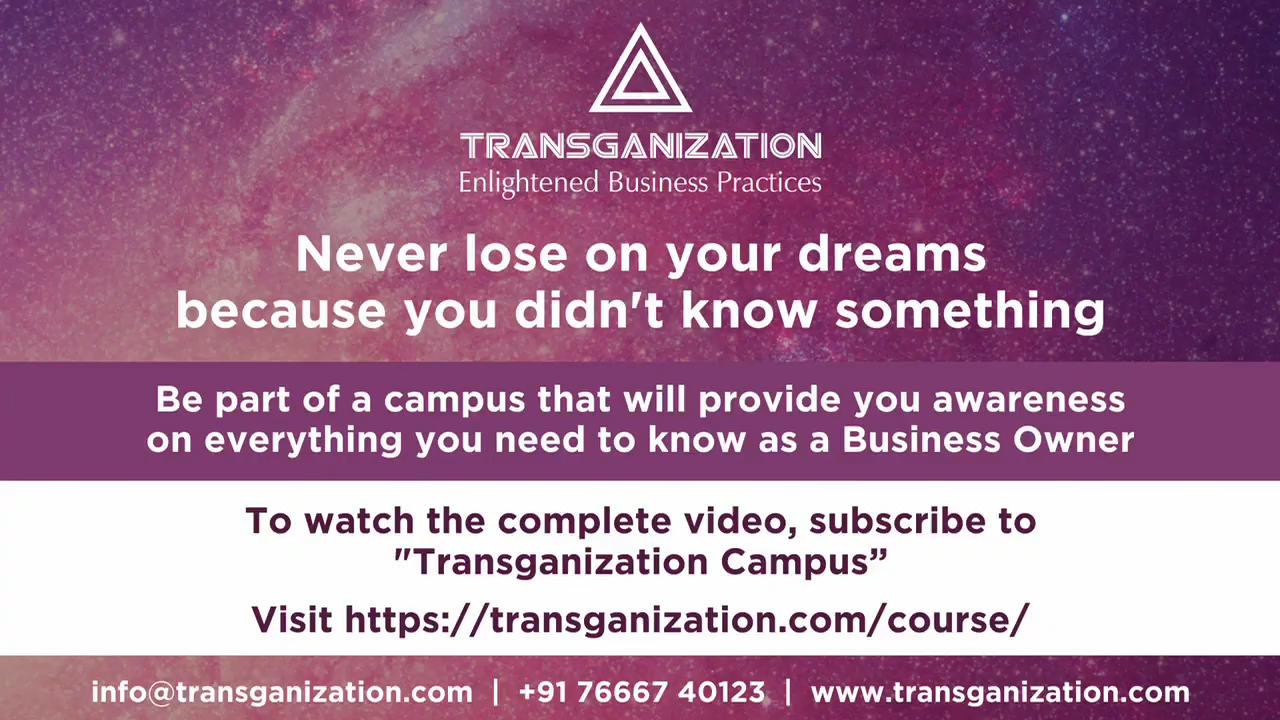 TRANSGANIZATION
Enlightened Business Practices
Never lose on your dreams
because you didn't know something
Be part of a campus that will provide you awareness
on everything you need to know as a Business Owner
To watch the complete video, subscribe to
"Transganization Campus”
Visit https://transganization.com/course/
info@transganization.com | +91 76667 40123 | www.transganization.com